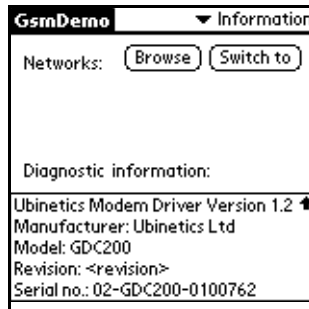 GsmDemo ▼ Information
Networks: Browse Switch to
Diagnostic information:
Ubinetics Modem Driver Version 1.2
Manufacturer: Ubinetics Ltd
Model: GDC200
Revision: <revision>
Serial no.: 02-GDC200-0100762